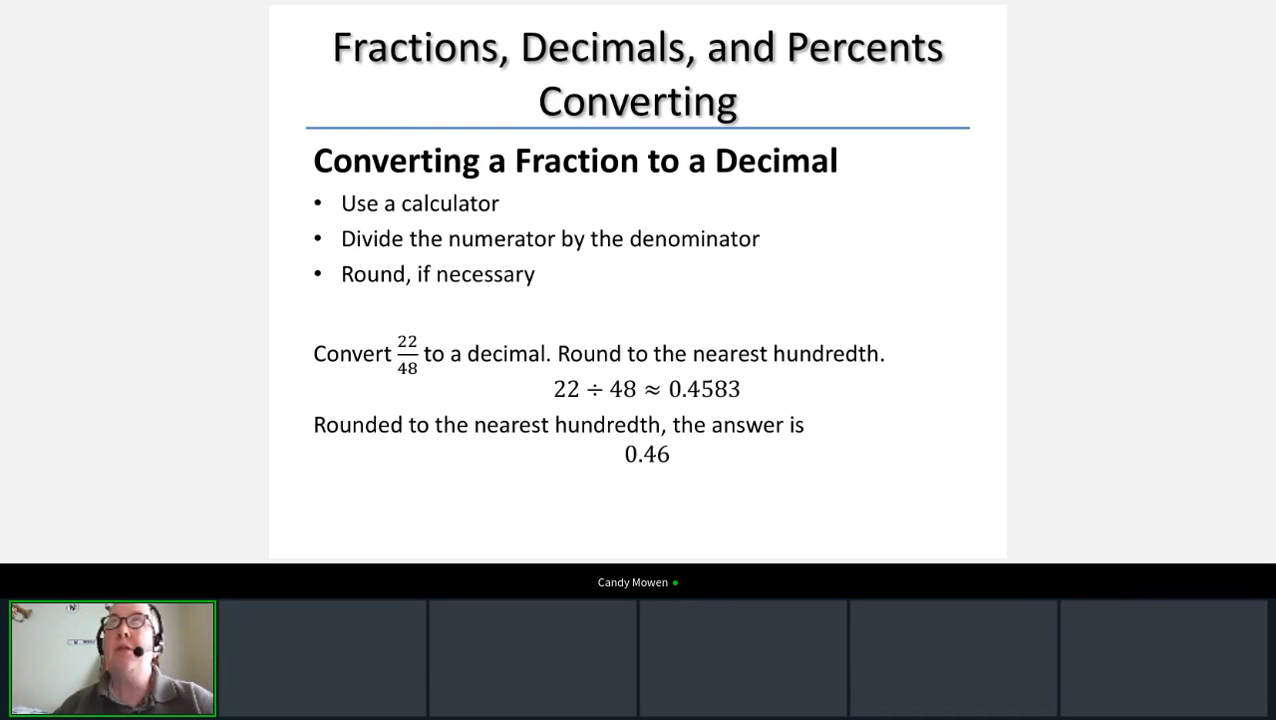 Fractions, Decimals, and Percents
Converting
Converting a Fraction to a Decimal
• Use a calculator
• Divide the numerator by the denominator
• Round, if necessary
Convert 22/48 to a decimal. Round to the nearest hundredth.
22 ÷ 48 ≈ 0.4583
Rounded to the nearest hundredth, the answer is
0.46
Candy Mowen